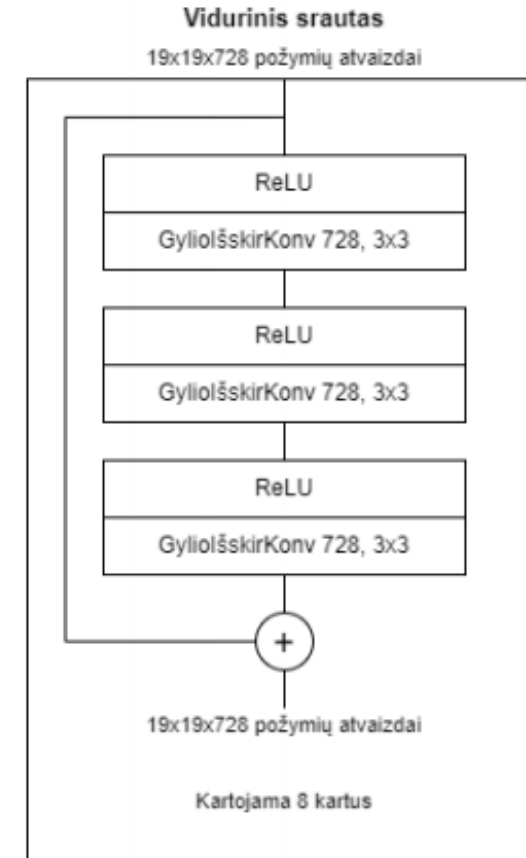 Vidurinis srautas
19x19x728 požymių atvaizdai
ReLU
GylioIšskirKonv 728, 3x3
ReLU
GylioIšskirKonv 728, 3x3
ReLU
GylioIšskirKonv 728, 3x3
+
19x19x728 požymių atvaizdai
Kartojama 8 kartus